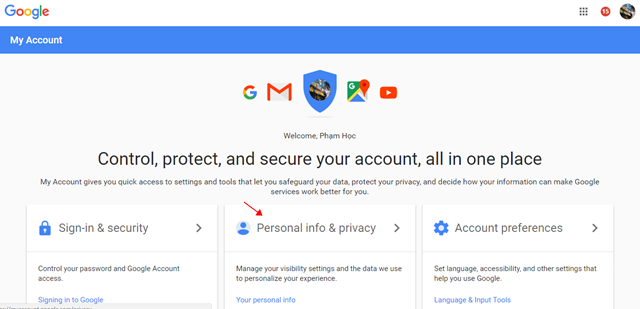 Google
15
My Account
Welcome, Phạm Học
Control, protect, and secure your account, all in one place
My Account gives you quick access to settings and tools that let you safeguard your data, protect your privacy, and decide how your information can make Google
services work better for you.
Sign-in & security
Control your password and Google Account
access.
Signing in to Google
Personal info & privacy
Manage your visibility settings and the data we use
to personalize your experience.
Your personal info
Account preferences
Set language, accessibility, and other settings that
help you use Google.
Language & Input Tools